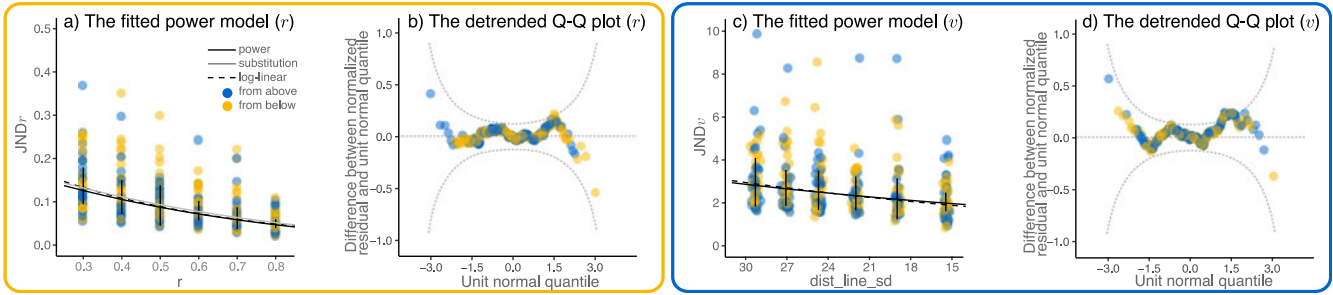 a) The fitted power model (r)
0.5
0.4
0.3
0.2
0.1
0.0
JNDr
power
substitution
log-linear
from above
from below
0.3 0.4 0.5 0.6 0.7 0.8
r
b) The detrended Q-Q plot (r)
Difference between normalized
residual and unit normal quantile
1.0
0.5
0.0
−0.5
−1.0
−3.0 −1.5 0.0 1.5 3.0
Unit normal quantile
c) The fitted power model (v)
10
8
6
4
2
0
JNDv
30 27 24 21 18 15
dist_line_sd
d) The detrended Q-Q plot (v)
Difference between normalized
residual and unit normal quantile
1.0
0.5
0.0
−0.5
−1.0
−3.0 −1.5 0.0 1.5 3.0
Unit normal quantile